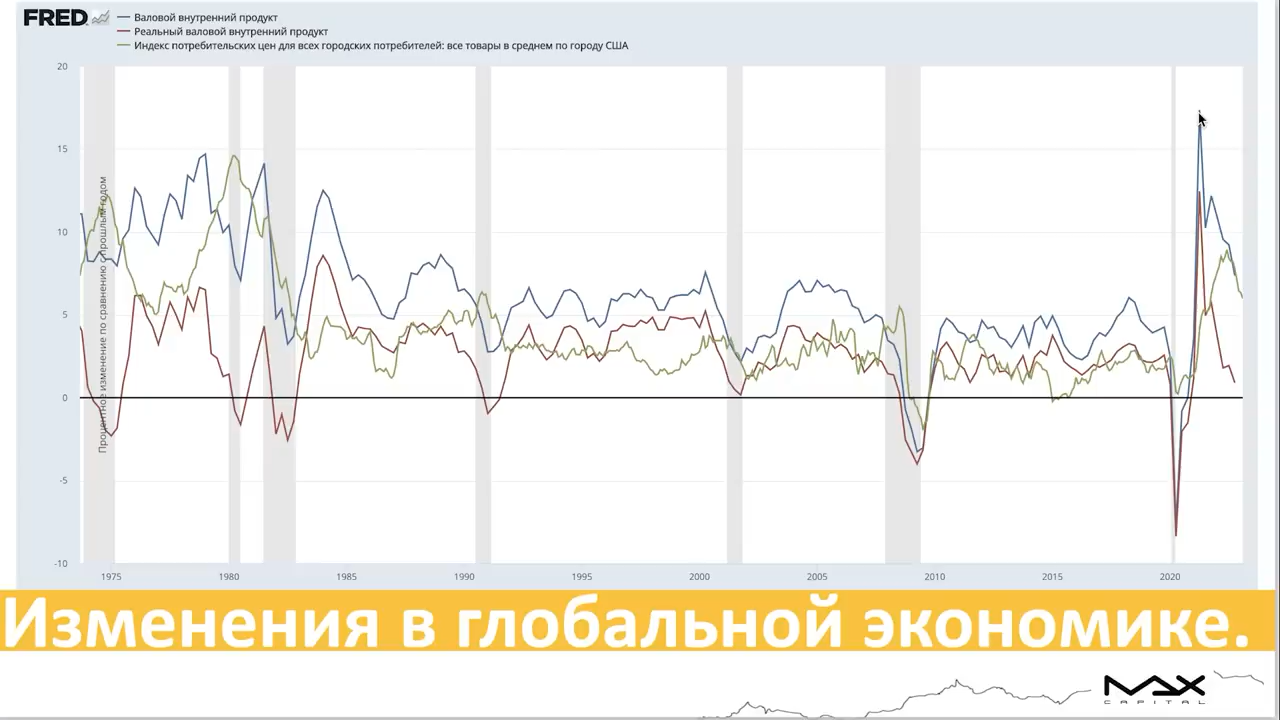 FRED
Валовой внутренний продукт
Реальный валовой внутренний продукт
Индекс потребительских цен для всех городских потребителей: все товары в среднем по городу США
20
15
10
5
0
-5
-10
Процентное изменение по сравнению с прошлым годом
1975 1980 1985 1990 1995 2000 2005 2010 2015 2020
Изменения в глобальной экономике.
MAX
CAPITAL